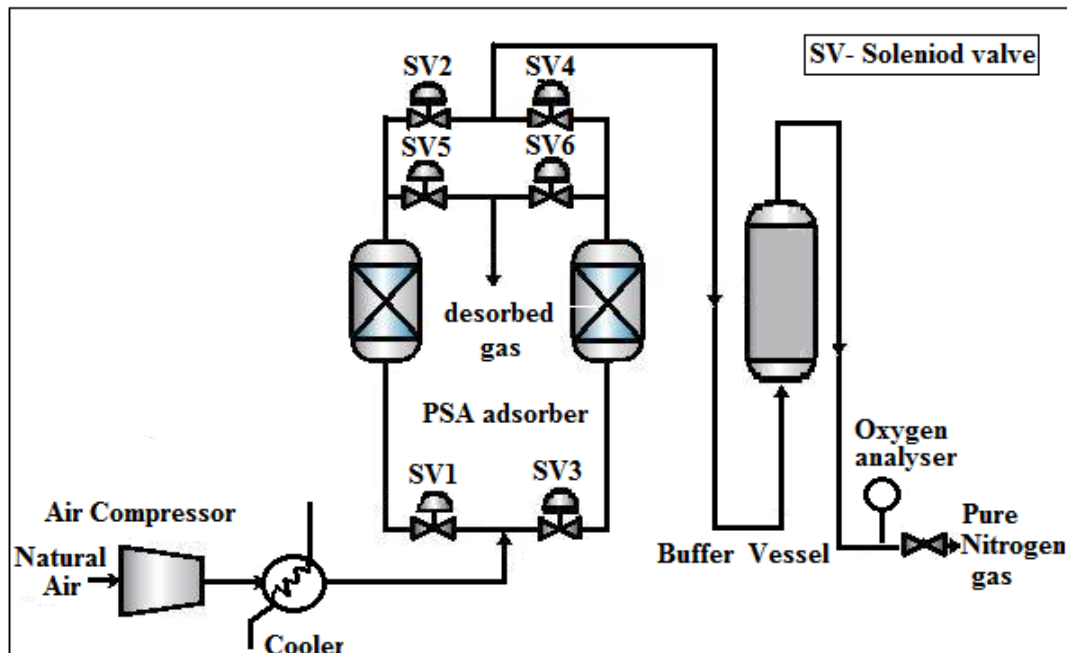 SV- Soleniod valve
SV2
SV4
SV5
SV6
desorbed
gas
PSA adsorber
Oxygen
analyser
SV1
SV3
Air Compressor
Natural
Air
Buffer Vessel
Pure
Nitrogen
gas
Cooler